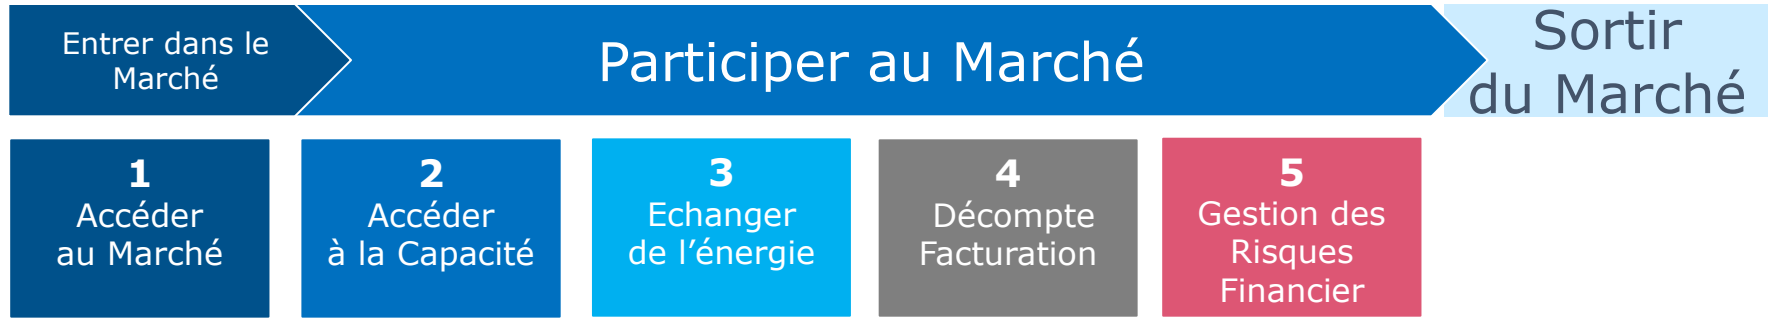 Entrer dans le
Marché
Participer au Marché
Sortir
du Marché
1
Accéder
au Marché
2
Accéder
à la Capacité
3
Echanger
de l’énergie
4
Décompte
Facturation
5
Gestion des
Risques
Financier